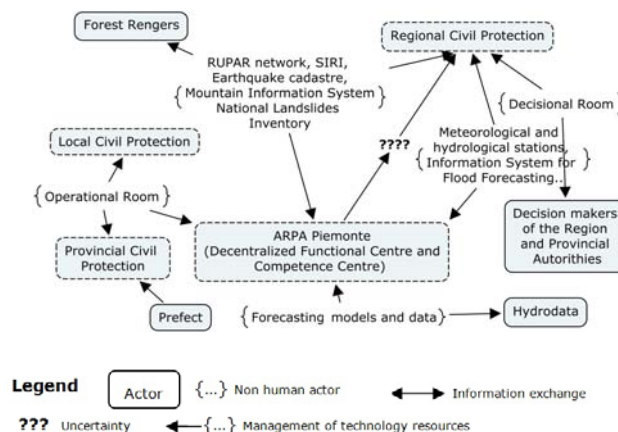 Forest Rengers
Regional Civil Protection
RUPAR network, SIRI,
Earthquake cadastre,
{ Mountain Information System }
National Landslides
Inventory
{ Decisional Room }
????
Meteorological and
hydrological stations,
{ Information System for }
Flood Forecasting..
Local Civil Protection
{ Operational Room }
Provincial Civil
Protection
ARPA Piemonte
(Decentralized Functional Centre and
Competence Centre)
Decision makers
of the Region
and Provincial
Autorithies
Prefect
{Forecasting models and data}
Hydrodata
Legend
Actor
{...} Non human actor
Information exchange
??? Uncertainty
{...} Management of technology resources